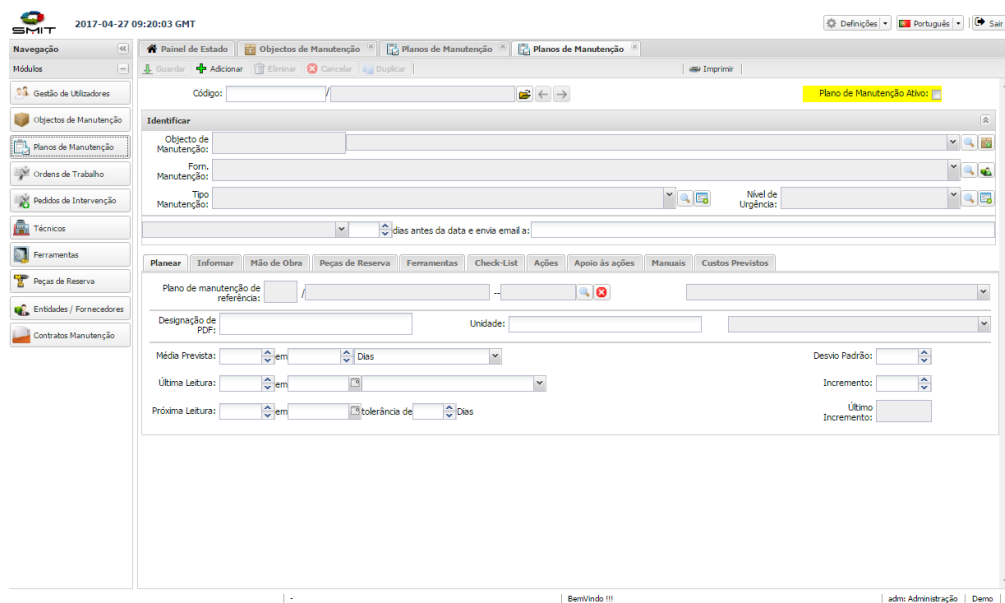 SMIT 2017-04-27 09:20:03 GMT Definições Português Sair
Navegação Painel de Estado Objectos de Manutenção Planos de Manutenção Planos de Manutenção
Módulos Guardar Adicionar Eliminar Cancelar Duplicar Imprimir
Gestão de Utilizadores
Objectos de Manutenção
Planos de Manutenção
Ordens de Trabalho
Pedidos de Intervenção
Técnicos
Ferramentas
Peças de Reserva
Entidades / Fornecedores
Contratos Manutenção
Código: / Plano de Manutenção Ativo:
Identificar
Objecto de
Manutenção:
Forn.
Manutenção:
Tipo
Manutenção:
Nível de
Urgência:
dias antes da data e envia email a:
Planear Informar Mão de Obra Peças de Reserva Ferramentas Check-List Ações Apoio às ações Manuais Custos Previstos
Plano de manutenção de
referência: / --
Designação de
PDF:
Unidade:
Média Prevista: em Dias Desvio Padrão:
Última Leitura: em Incremento:
Próxima Leitura: em tolerância de Dias
Último
Incremento:
- BemVindo !!! adm: Administração Demo